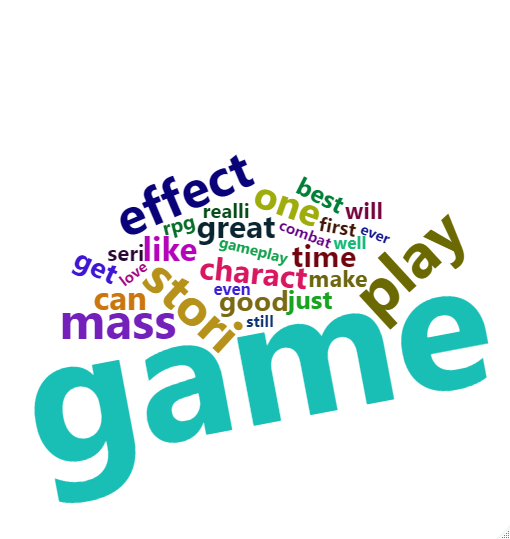 effect
best
one
will
realli
rpg
great
first
combat
ever
well
gameplay
like
seri
time
get
love
charact
make
stori
even
can
good
just
play
mass
still
game